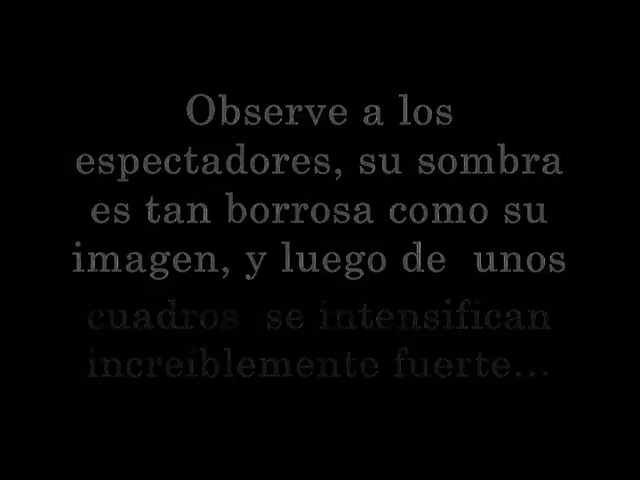 Observe a los
espectadores, su sombra
es tan borrosa como su
imagen, y luego de unos
cuadros se intensifican
increíblemente fuerte...